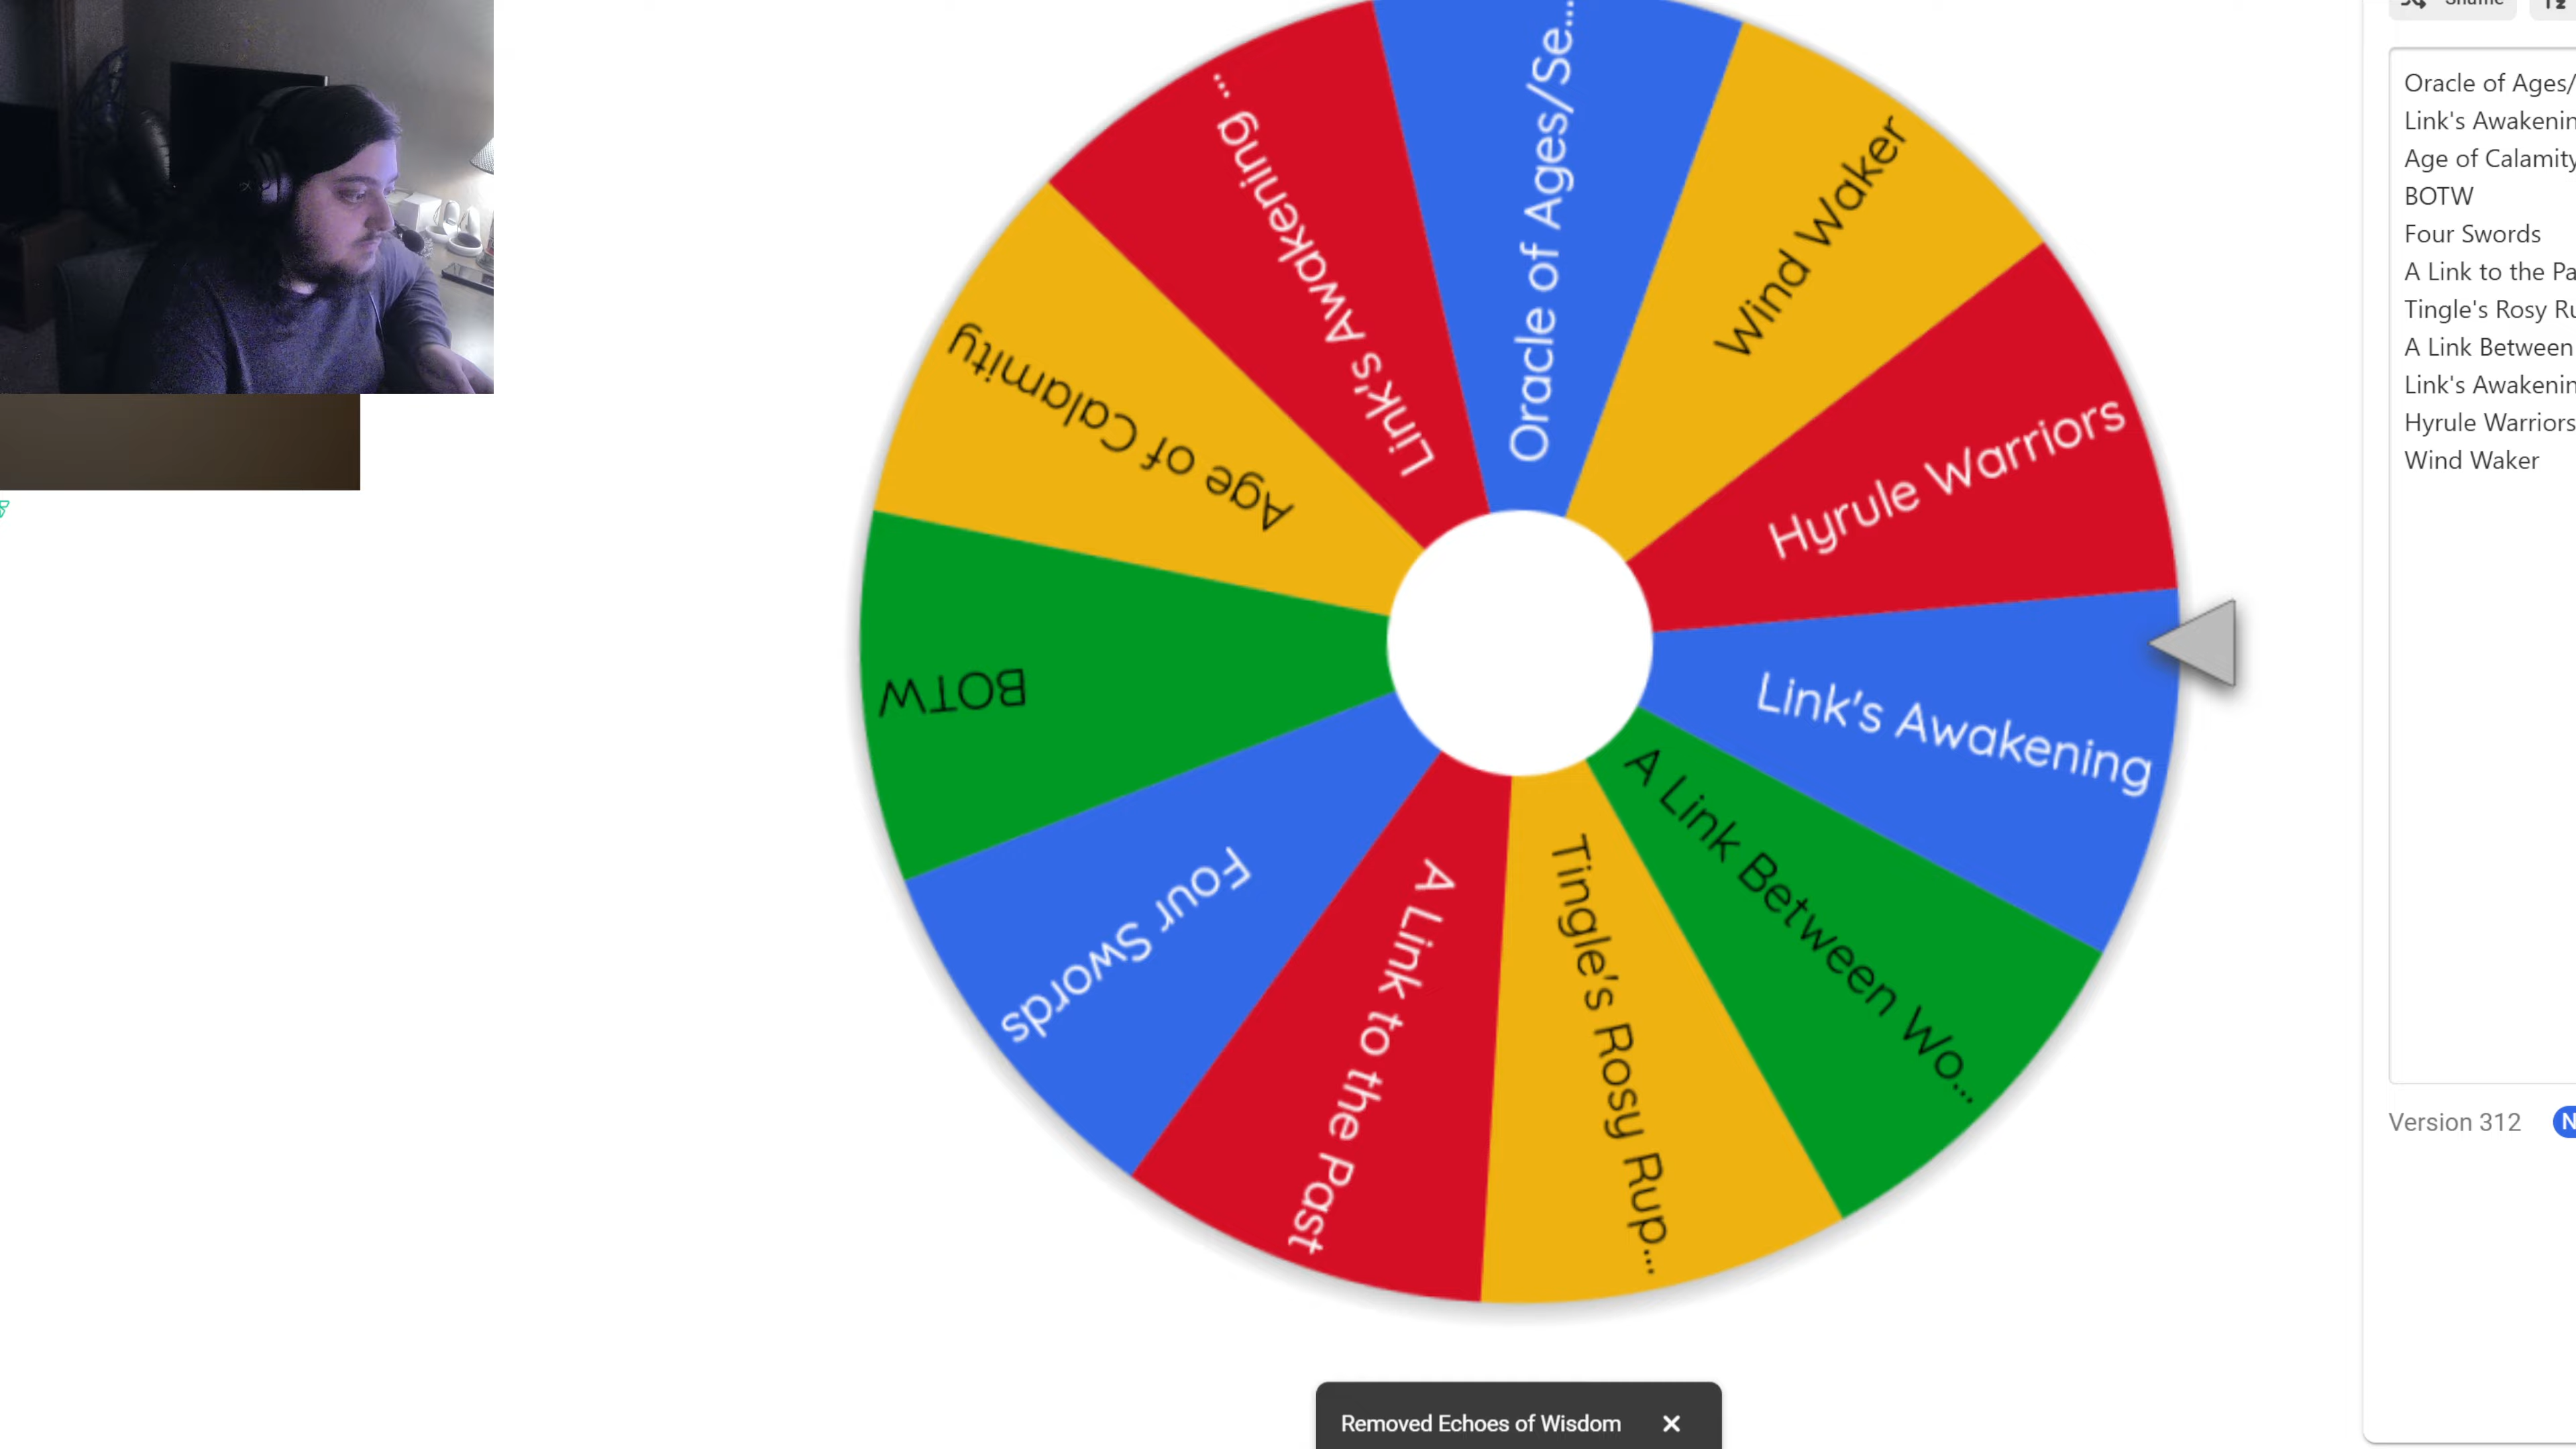 Oracle of Ages/Se...
Wind Waker
Hyrule Warriors
Link's Awakening
A Link Between Wo...
Tingle's Rosy Rup...
A Link to the Past
Four Swords
BOTW
Age of Calamity
Link's Awakening ...
Oracle of Ages/
Link's Awakenin
Age of Calamity
BOTW
Four Swords
A Link to the Pa
Tingle's Rosy Ru
A Link Between
Link's Awakenin
Hyrule Warriors
Wind Waker
Version 312
Removed Echoes of Wisdom